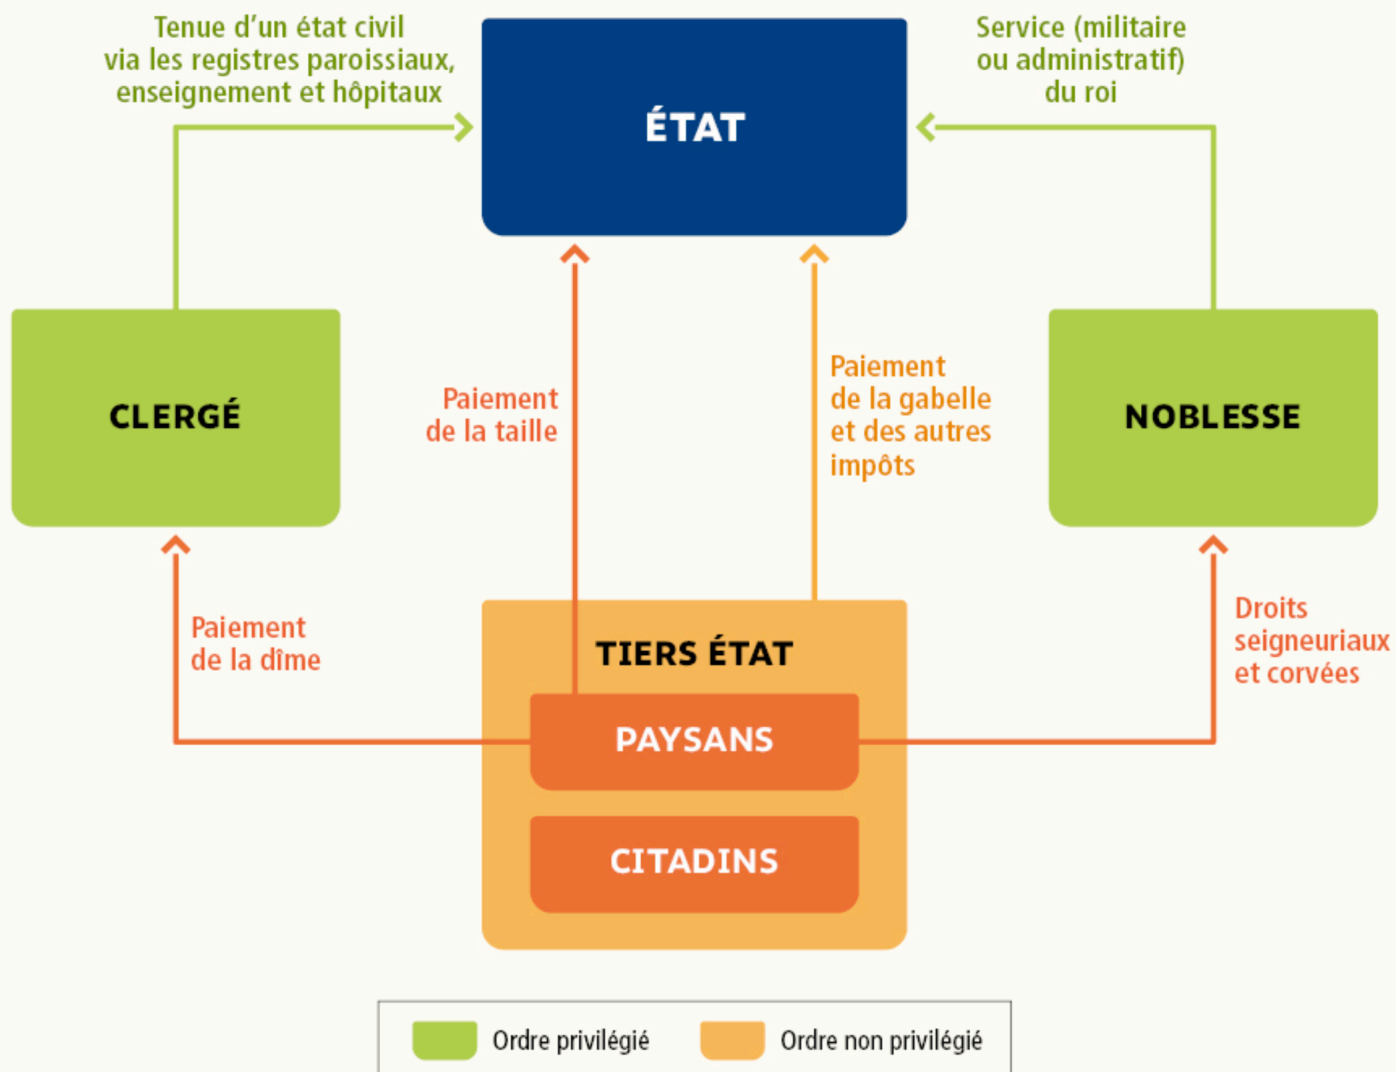 Tenue d'un état civil
via les registres paroissiaux,
enseignement et hôpitaux
ÉTAT
Service (militaire
ou administratif)
du roi
CLERGÉ
Paiement
de la taille
Paiement
de la gabelle
et des autres
impôts
NOBLESSE
Paiement
de la dîme
TIERS ÉTAT
PAYSANS
CITADINS
Droits
seigneuriaux
et corvées
Ordre privilégié
Ordre non privilégié